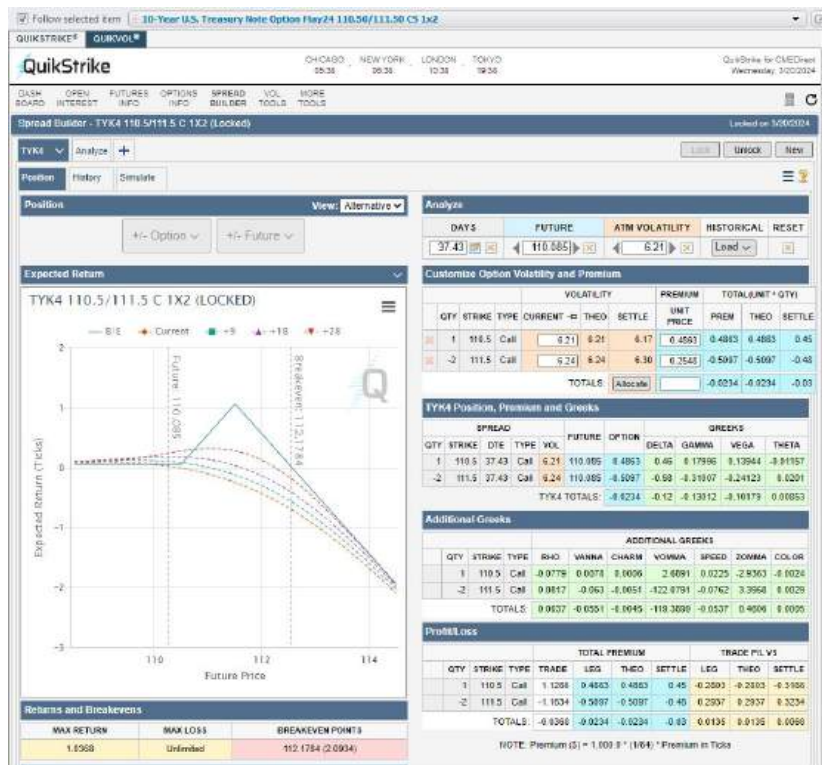 Follow selected item
10-Year U.S. Treasury Note Option May24 110.50/111.50 CS 1x2
QUIKSTRIKE® QUIKVOL®
QuikStrike
CHICAGO NEW YORK LONDON TOKYO
05:36 06:36 10:36 19:36
QuikStrike for CMEDirect
Wednesday, 3/20/2024
DASH BOARD
OPEN INTEREST
FUTURES INFO
OPTIONS INFO
SPREAD BUILDER
VOL TOOLS
MORE TOOLS
Spread Builder - TYK4 110.5/111.5 C 1X2 (Locked)
Locked on 3/20/2024
TYK4 Analyze +
Lock Unlock New
Position History Simulate
Position View: Alternative
+/- Option +/- Future
Expected Return
TYK4 110.5/111.5 C 1X2 (LOCKED)
B/E Current +9 +18 +28
Future: 110.085
Breakeven: 112.1784
Expected Return (Ticks)
2
1
0
-1
-2
-3
110 112 114
Future Price
Returns and Breakevens
MAX RETURN MAX LOSS BREAKEVEN POINTS
1.0368 Unlimited 112.1784 (2.0934)
Analyze
DAYS FUTURE ATM VOLATILITY HISTORICAL RESET
37.43 110.085 6.21 Load
Customize Option Volatility and Premium
VOLATILITY PREMIUM TOTAL(UNIT * QTY)
QTY STRIKE TYPE CURRENT THEO SETTLE UNIT PRICE PREM THEO SETTLE
1 110.5 Call 6.21 6.21 6.17 0.4863 0.4863 0.4863 0.45
-2 111.5 Call 6.24 6.24 6.30 0.2548 -0.5097 -0.5097 -0.48
TOTALS: Allocate -0.0234 -0.0234 -0.03
TYK4 Position, Premium and Greeks
SPREAD FUTURE OPTION GREEKS
QTY STRIKE DTE TYPE VOL DELTA GAMMA VEGA THETA
1 110.5 37.43 Call 6.21 110.085 0.4863 0.46 0.17996 0.13944 -0.01157
-2 111.5 37.43 Call 6.24 110.085 -0.5097 -0.58 -0.31007 -0.24123 0.0201
TYK4 TOTALS: -0.0234 -0.12 -0.13012 -0.10179 0.00853
Additional Greeks
ADDITIONAL GREEKS
QTY STRIKE TYPE RHO VANNA CHARM VOMMA SPEED ZOMMA COLOR
1 110.5 Call -0.0779 0.0078 0.0006 2.6891 0.0225 -2.9363 -0.0024
-2 111.5 Call 0.0817 -0.063 -0.0051 -122.0791 -0.0762 3.3968 0.0029
TOTALS: 0.0037 -0.0551 -0.0045 -0.0537 0.4606 0.0005
Profit/Loss
TOTAL PREMIUM TRADE P/L VS
QTY STRIKE TYPE TRADE LEG THEO SETTLE LEG THEO SETTLE
1 110.5 Call 0.4863 0.4863 0.45 -0.2803 -0.2803
-2 111.5 Call -0.5097 -0.5097 -0.48 0.2937 0.2937 0.3234
TOTALS: -0.0368 -0.0234 -0.0234 -0.03 0.0135 0.0135 0.0068
NOTE: Premium ($) = 1,000.0 * (1/64) * Premium in Ticks